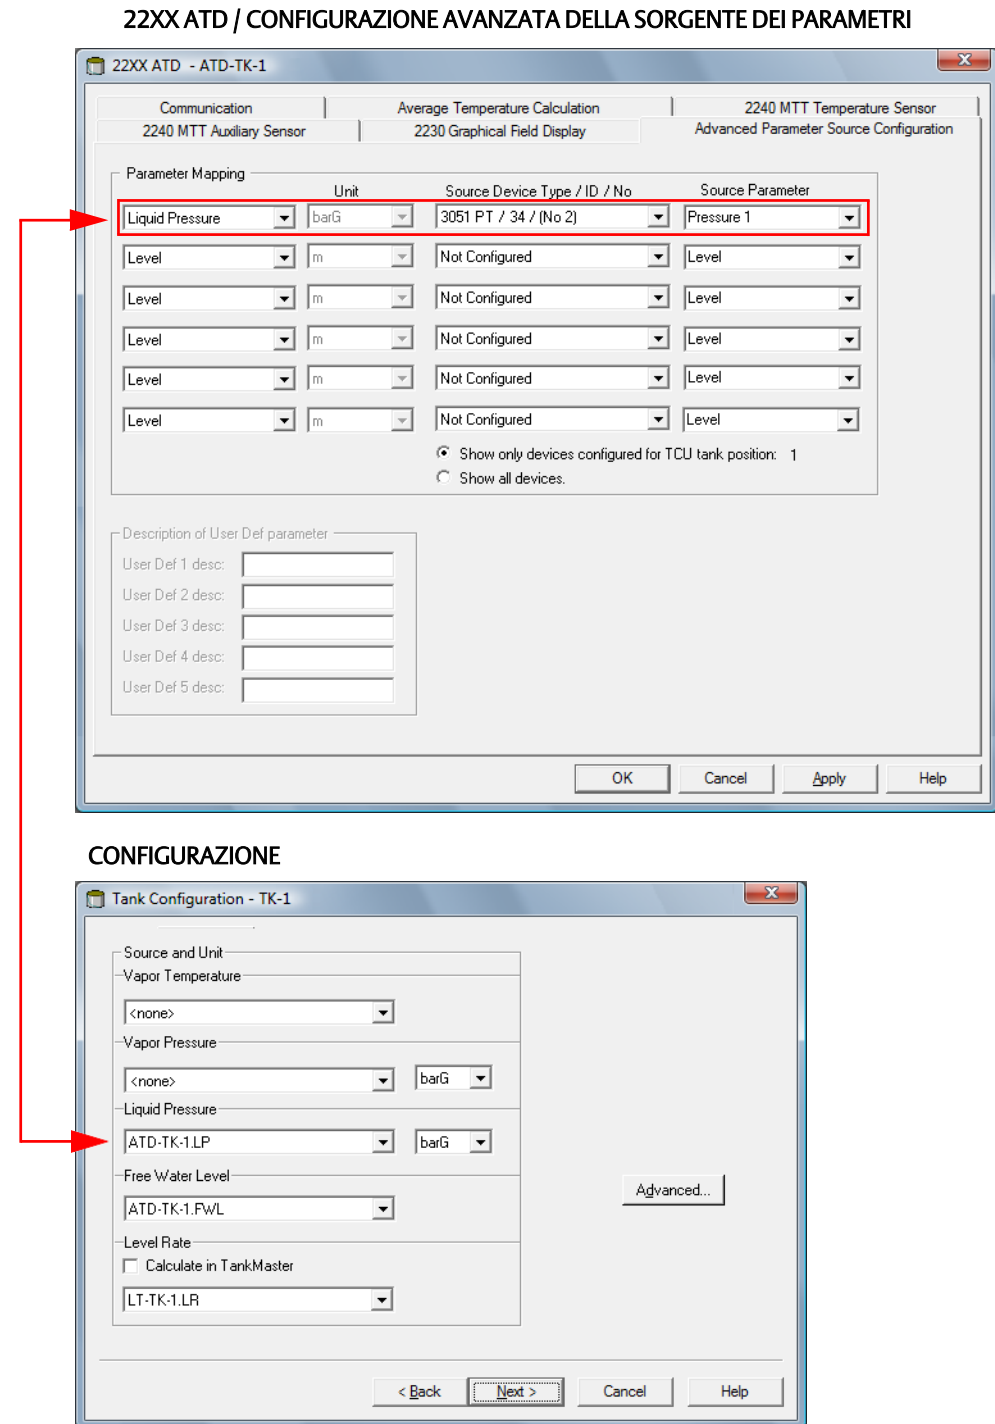 22XX ATD / CONFIGURAZIONE AVANZATA DELLA SORGENTE DEI PARAMETRI
22XX ATD - ATD-TK-1
Communication Average Temperature Calculation 2240 MTT Temperature Sensor
2240 MTT Auxiliary Sensor 2230 Graphical Field Display Advanced Parameter Source Configuration
Parameter Mapping
Unit Source Device Type / ID / No Source Parameter
Liquid Pressure barG 3051 PT / 34 / (No 2) Pressure 1
Level m Not Configured Level
Level m Not Configured Level
Level m Not Configured Level
Level m Not Configured Level
Level m Not Configured Level
Show only devices configured for TCU tank position: 1
Show all devices.
Description of User Def parameter
User Def 1 desc:
User Def 2 desc:
User Def 3 desc:
User Def 4 desc:
User Def 5 desc:
OK Cancel Apply Help
CONFIGURAZIONE
Tank Configuration - TK-1
Source and Unit
Vapor Temperature
<none>
Vapor Pressure
<none> barG
Liquid Pressure
ATD-TK-1.LP barG
Free Water Level
ATD-TK-1.FWL
Advanced...
Level Rate
Calculate in TankMaster
LT-TK-1.LR
< Back Next > Cancel Help